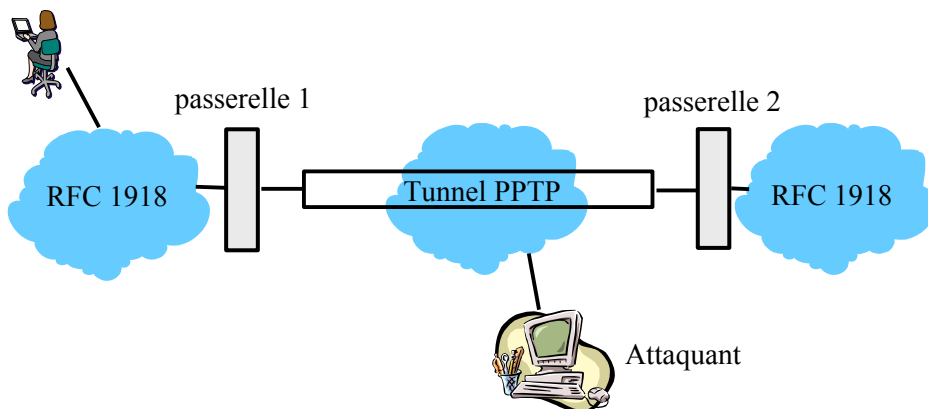 passerelle 1
passerelle 2
RFC 1918
Tunnel PPTP
RFC 1918
Attaquant